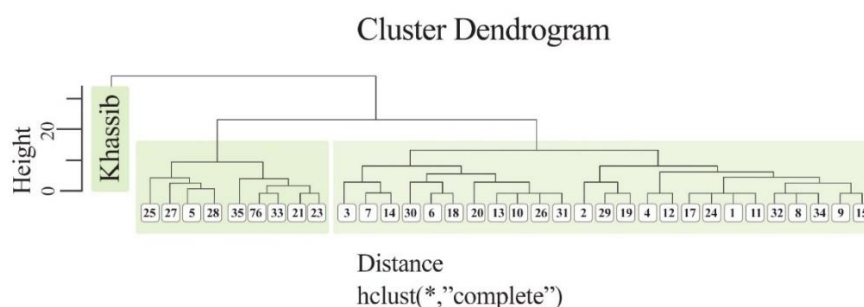 Cluster Dendrogram
Height
0 20
Khassib
25 27 5 28 35 76 33 21 23 3 7 14 30 6 18 20 13 10 26 31 2 29 19 4 12 17 24 1 11 32 8 34 9 15
Distance
hclust(*,”complete”)